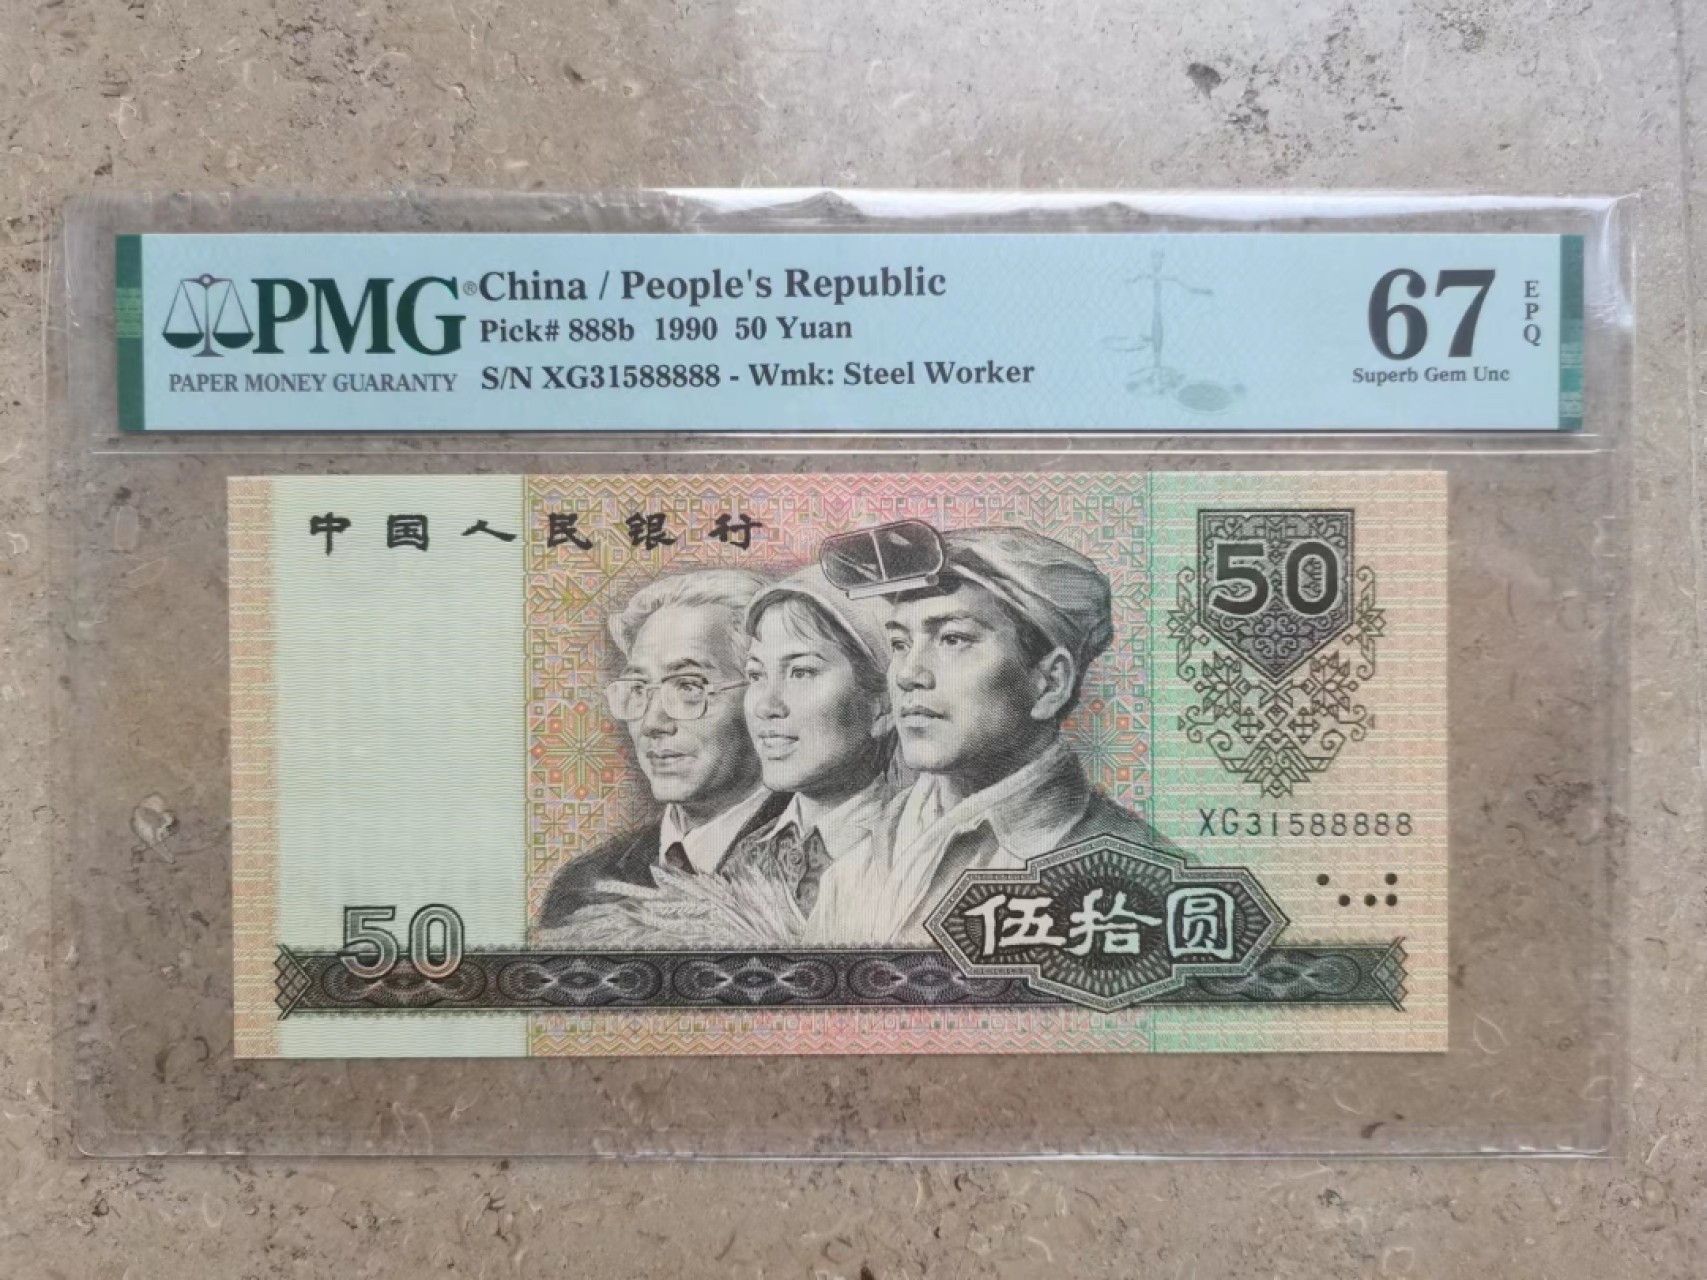 PMG®
PAPER MONEY GUARANTY
China / People's Republic
Pick# 888b 1990 50 Yuan
S/N XG31588888 - Wmk: Steel Worker
67
EPQ
Superb Gem Unc
中国人民银行
50
XG31588888
50
伍拾圆